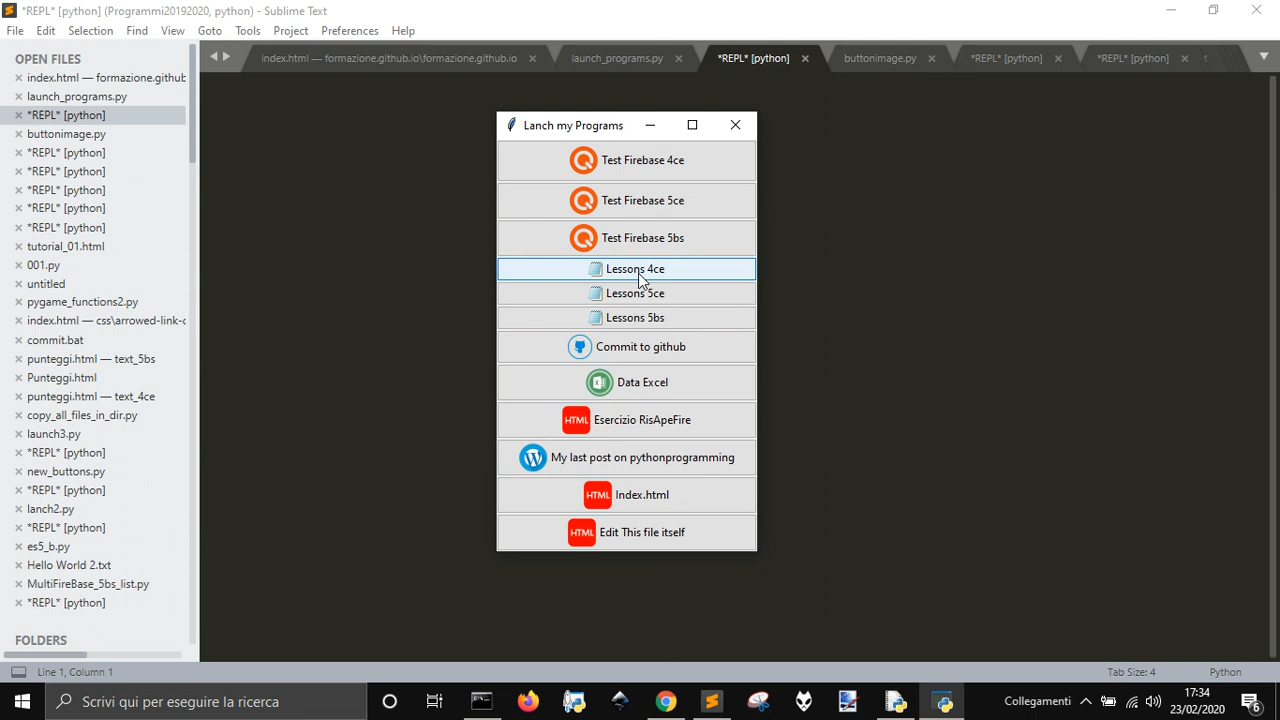 *REPL* [python] (Programmi20192020, python) - Sublime Text
File Edit Selection Find View Goto Tools Project Preferences Help
OPEN FILES
index.html — formazione.github
launch_programs.py
*REPL* [python]
buttonimage.py
*REPL* [python]
*REPL* [python]
*REPL* [python]
*REPL* [python]
*REPL* [python]
tutorial_01.html
001.py
untitled
pygame_functions2.py
index.html — css\arrowed-link-c
commit.bat
punteggi.html — text_5bs
Punteggi.html
punteggi.html — text_4ce
copy_all_files_in_dir.py
launch3.py
*REPL* [python]
new_buttons.py
*REPL* [python]
lanch2.py
*REPL* [python]
es5_b.py
Hello World 2.txt
MultiFireBase_5bs_list.py
*REPL* [python]
FOLDERS
index.html — formazione.github.io\formazione.github.io launch_programs.py *REPL* [python] buttonimage.py *REPL* [python] *REPL* [python]
Lanch my Programs
Test Firebase 4ce
Test Firebase 5ce
Test Firebase 5bs
Lessons 4ce
Lessons 5ce
Lessons 5bs
Commit to github
Data Excel
HTML Esercizio RisApeFire
My last post on pythonprogramming
HTML Index.html
HTML Edit This file itself
Line 1, Column 1 Tab Size: 4 Python
Scrivi qui per eseguire la ricerca
Collegamenti
17:34
23/02/2020
6